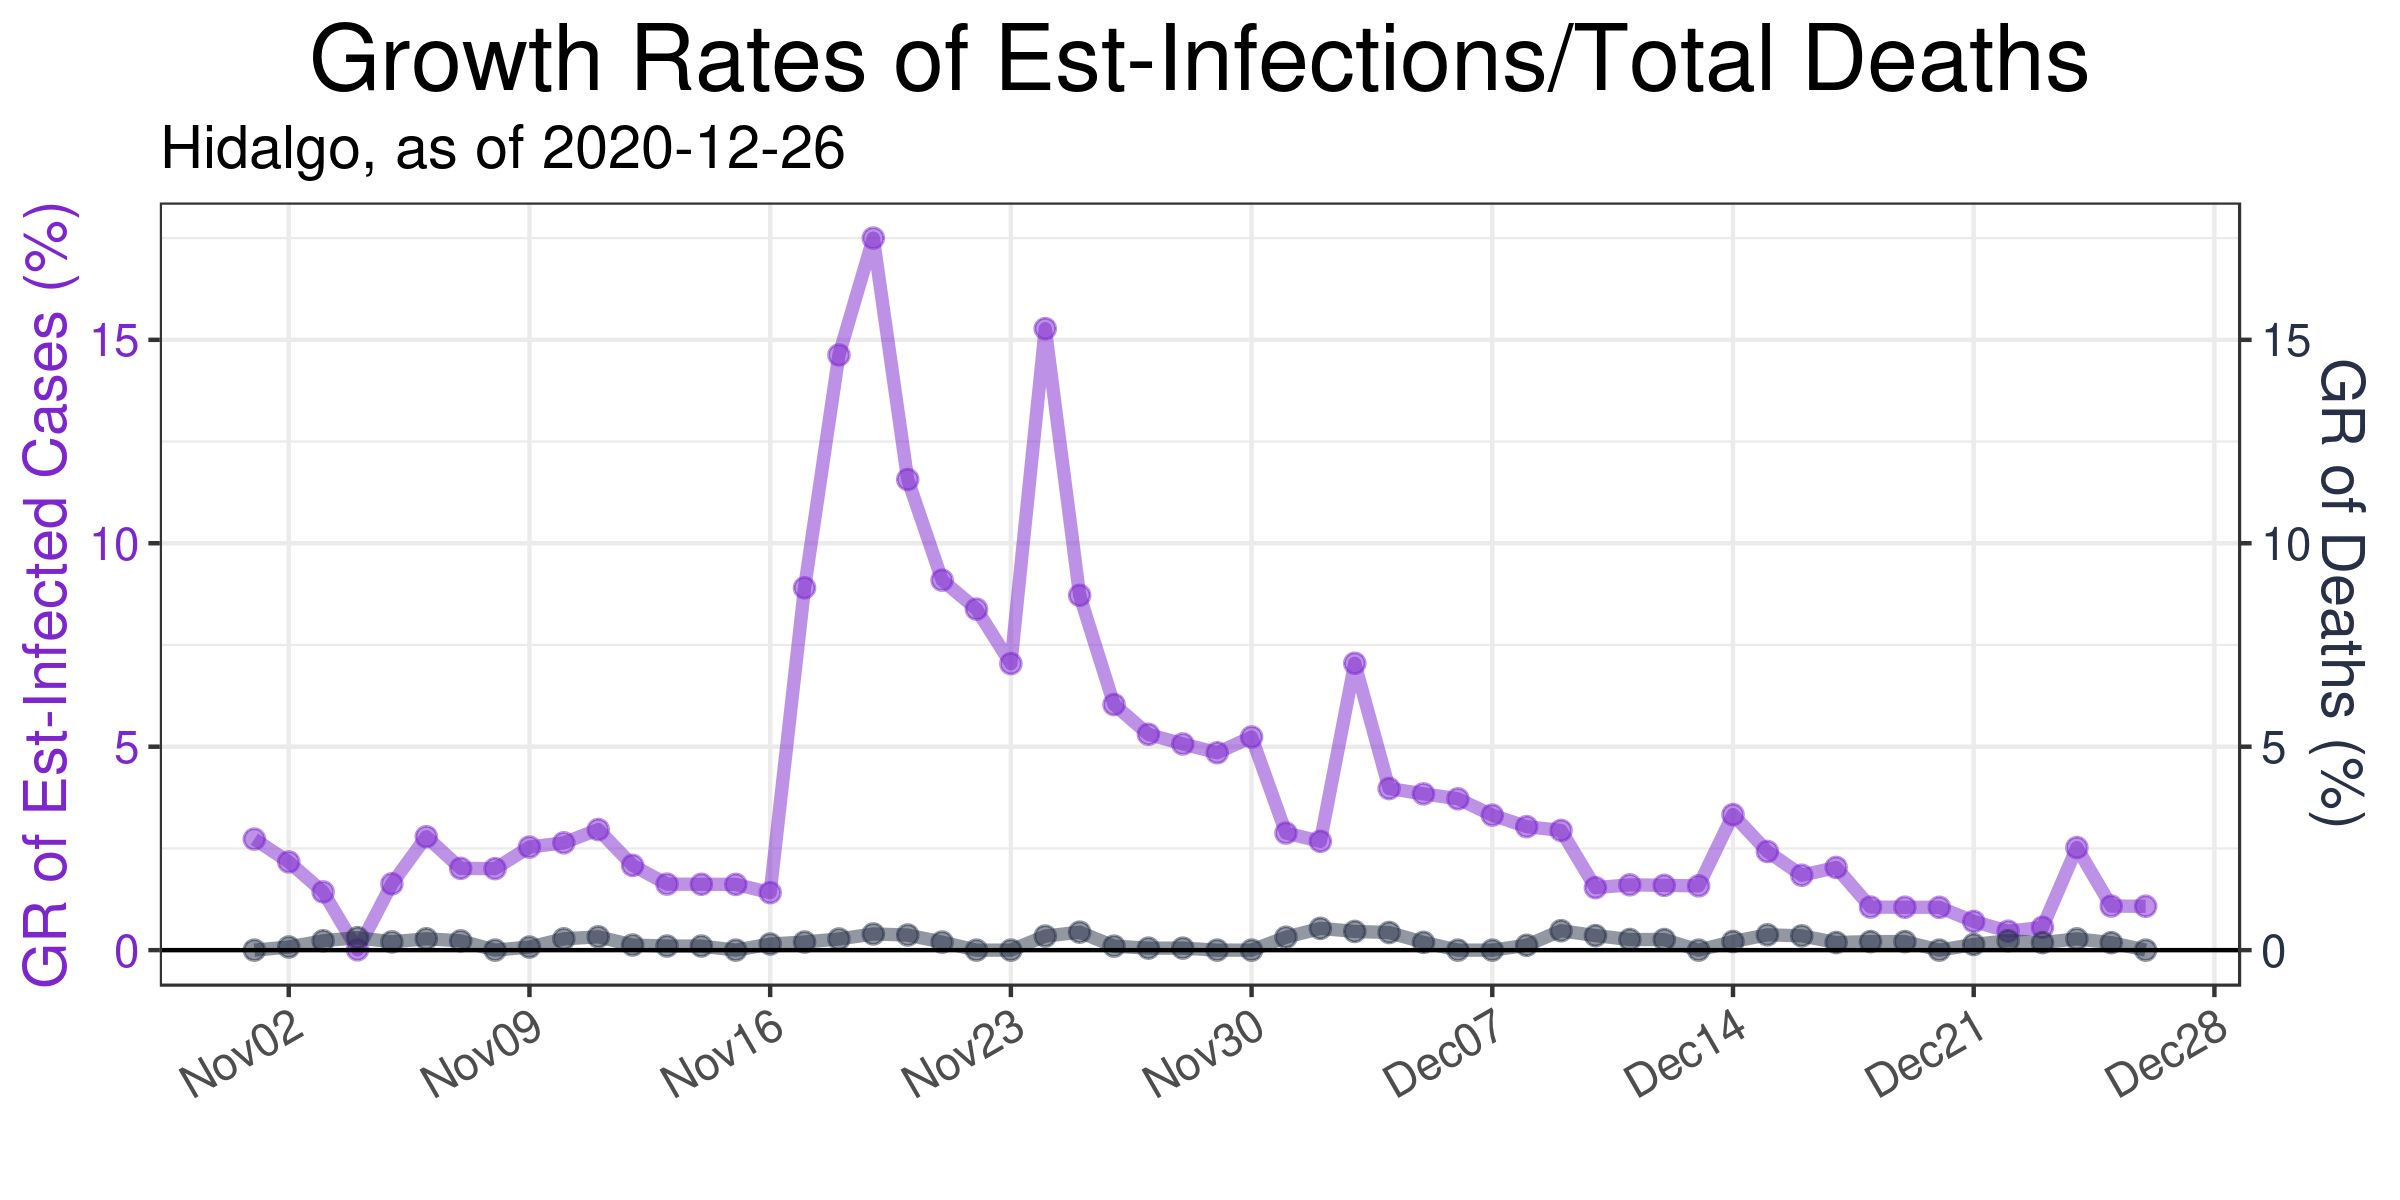 Growth Rates of Est-Infections/Total Deaths
Hidalgo, as of 2020-12-26
GR of Est-Infected Cases (%)
15
10
5
0
15
10
5
0
GR of Deaths (%)
Nov02
Nov09
Nov16
Nov23
Nov30
Dec07
Dec14
Dec21
Dec28